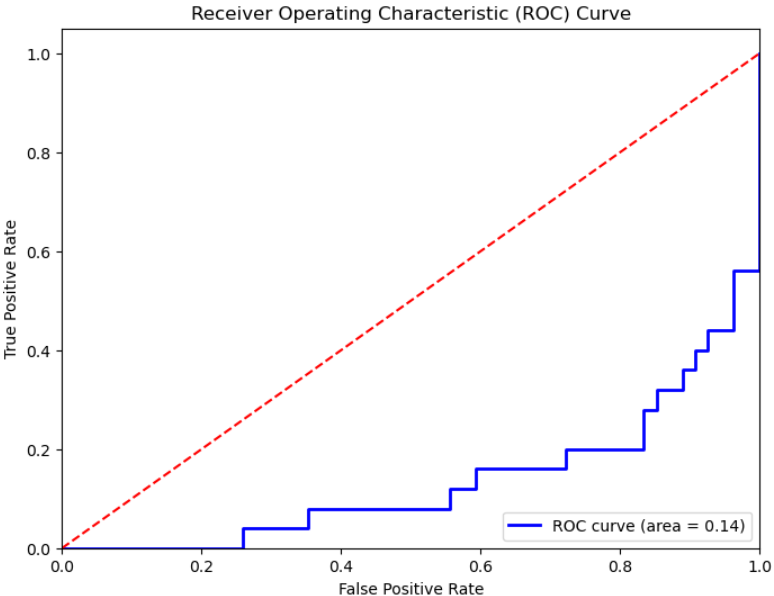 Receiver Operating Characteristic (ROC) Curve
True Positive Rate
1.0
0.8
0.6
0.4
0.2
0.0
ROC curve (area = 0.14)
0.0 0.2 0.4 0.6 0.8 1.0
False Positive Rate